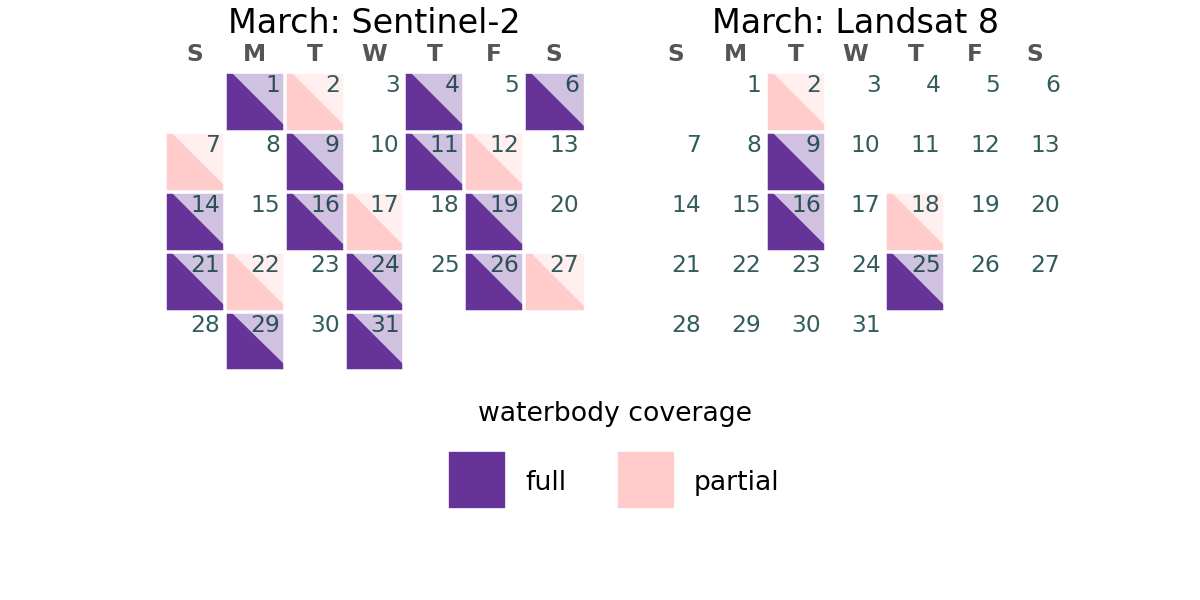 March: Sentinel-2
S M T W T F S
1 2 3 4 5 6
7 8 9 10 11 12 13
14 15 16 17 18 19 20
21 22 23 24 25 26 27
28 29 30 31
March: Landsat 8
S M T W T F S
1 2 3 4 5 6
7 8 9 10 11 12 13
14 15 16 17 18 19 20
21 22 23 24 25 26 27
28 29 30 31
waterbody coverage
full partial